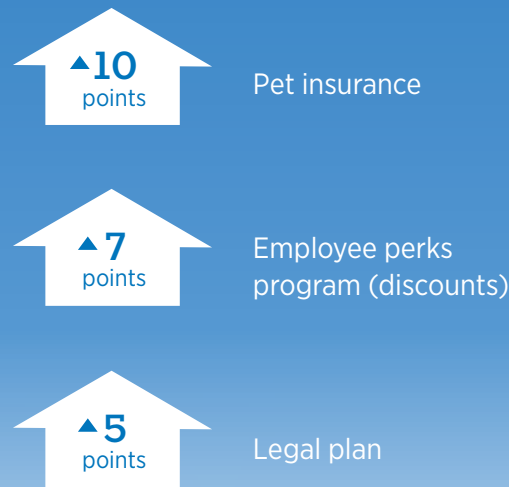 ▲10
points
Pet insurance
▲7
points
Employee perks
program (discounts)
▲5
points
Legal plan